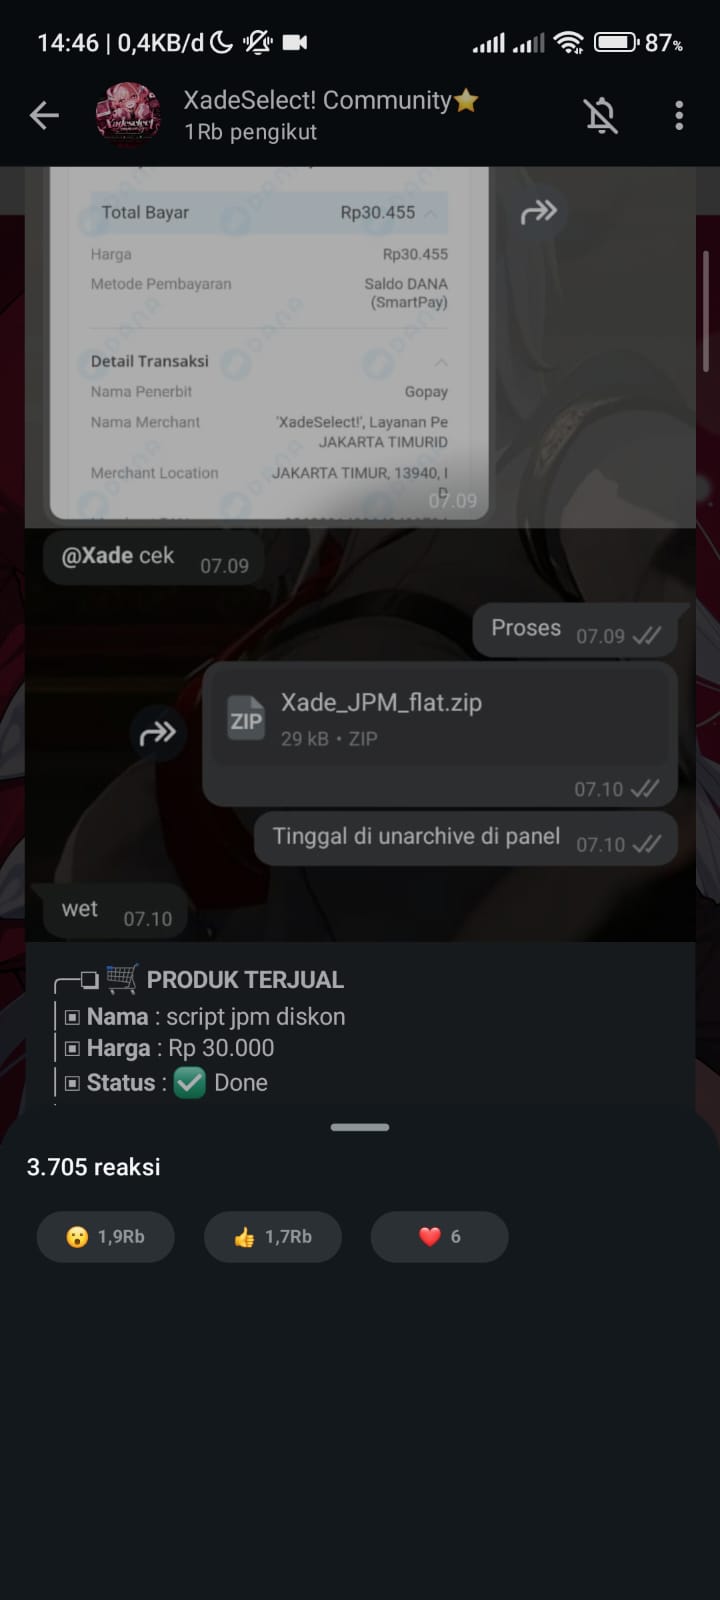 14:46 | 0,4KB/d
87%
XadeSelect! Community⭐
1Rb pengikut
Total Bayar Rp30.455
Harga Rp30.455
Metode Pembayaran Saldo DANA
(SmartPay)
Detail Transaksi
Nama Penerbit Gopay
Nama Merchant 'XadeSelect!', Layanan Pe
JAKARTA TIMURID
Merchant Location JAKARTA TIMUR, 13940, I
D
07.09
@Xade cek 07.09
Proses 07.09
ZIP
Xade_JPM_flat.zip
29 kB • ZIP
07.10
Tinggal di unarchive di panel 07.10
wet 07.10
╭─❏ 🛒 PRODUK TERJUAL
│▣ Nama : script jpm diskon
│▣ Harga : Rp 30.000
│▣ Status : ✅ Done
3.705 reaksi
😮 1,9Rb 👍 1,7Rb ❤️ 6